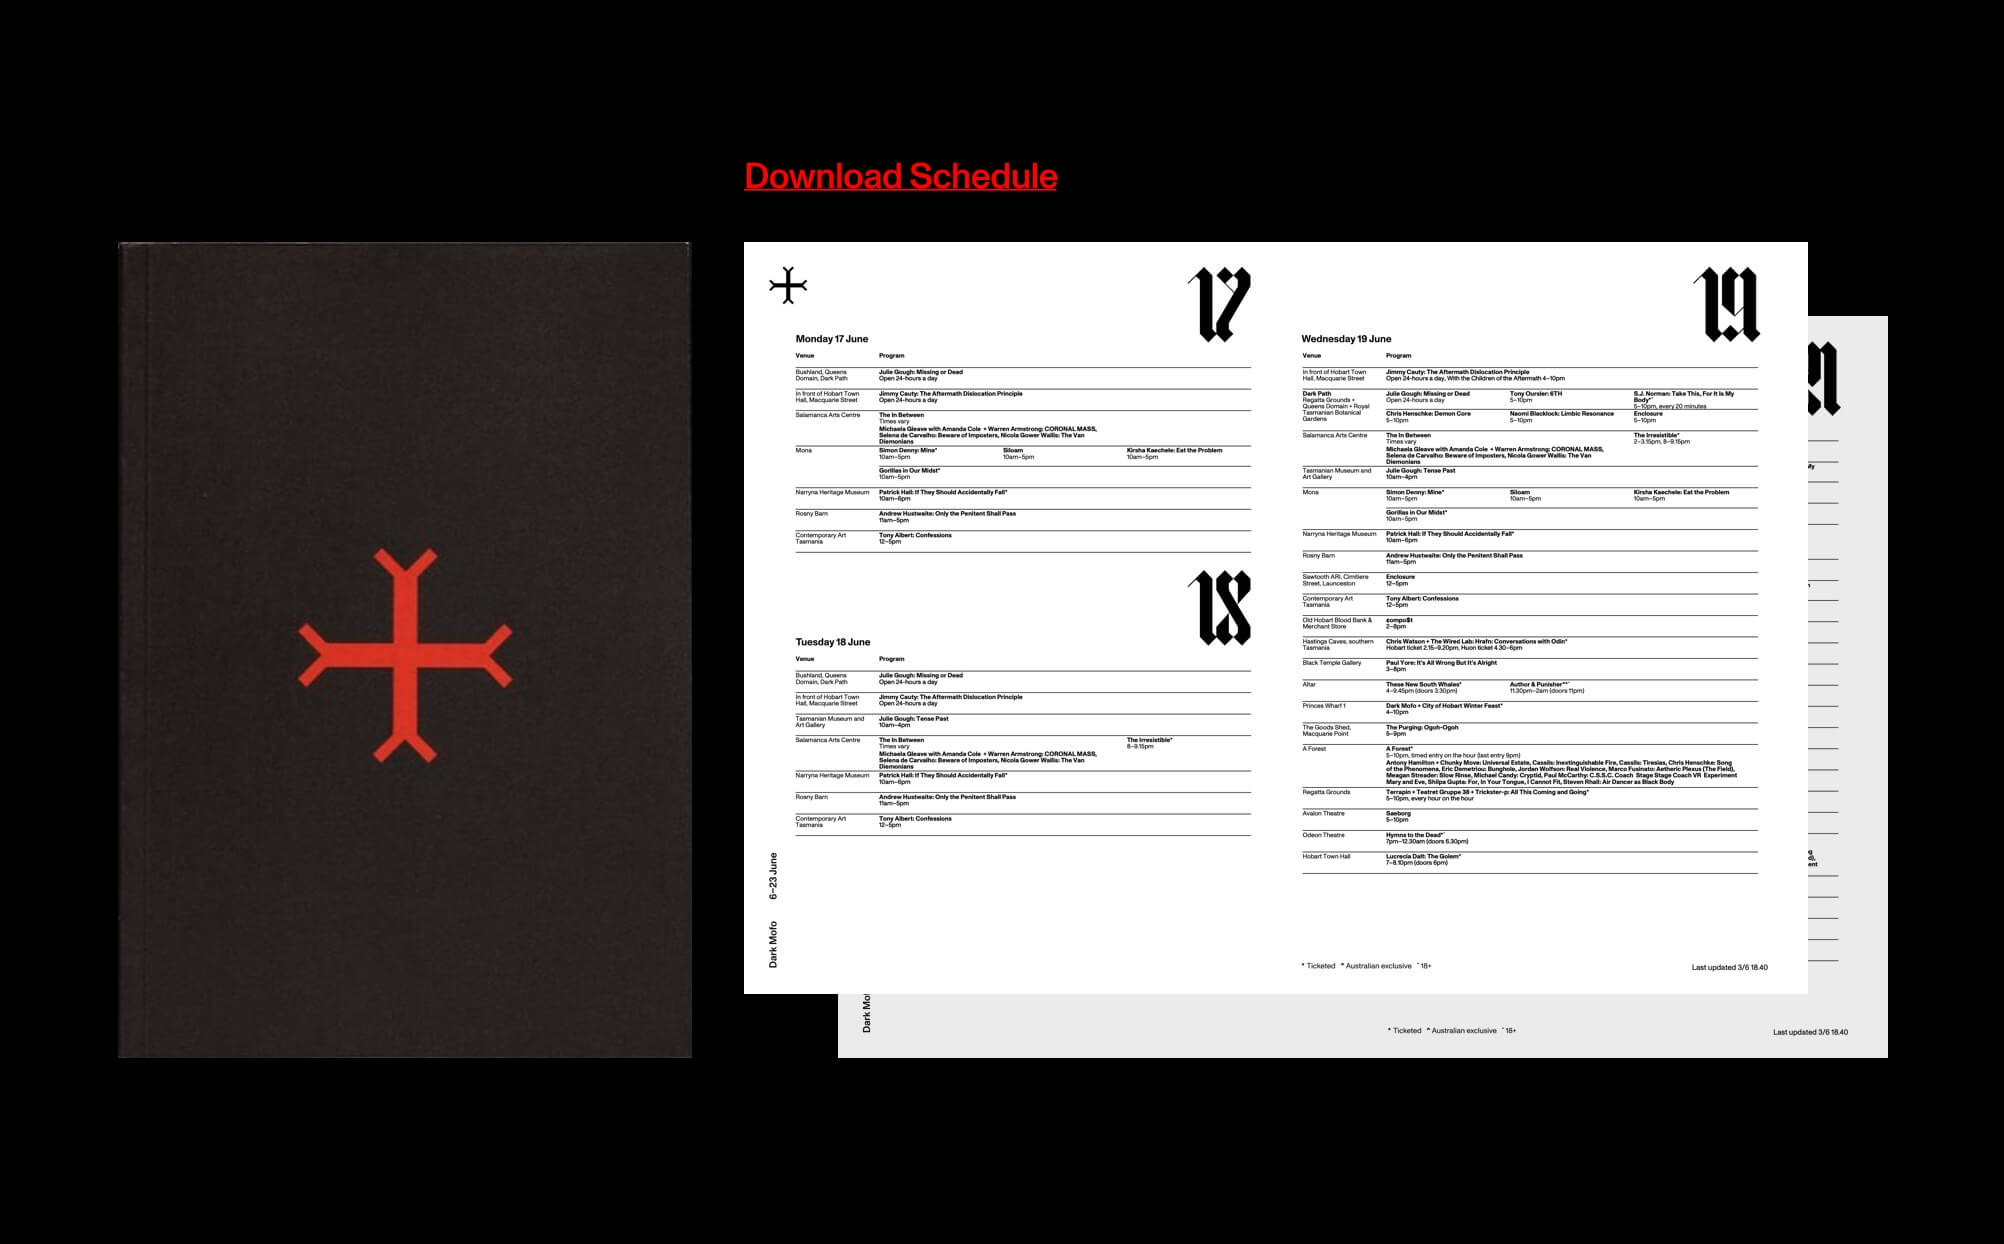 Download Schedule
17
Monday 17 June
Venue Program
Bushland, Queens Julie Gough: Missing or Dead
Domain, Dark Path Open 24-hours a day
In front of Hobart Town Jimmy Cauty: The Aftermath Dislocation Principle
Hall, Macquarie Street Open 24-hours a day
Salamanca Arts Centre The In Between
Times vary
Michaela Gleave with Amanda Cole + Warren Armstrong: CORONAL MASS,
Selena de Carvalho: Beware of Imposters, Nicola Gower Wallis: The Van
Diemonians
Mona Simon Denny: Mine* Siloam Kirsha Kaechele: Eat the Problem
10am–5pm 10am–5pm 10am–5pm
Gorillas in Our Midst*
10am–5pm
Narryna Heritage Museum Patrick Hall: If They Should Accidentally Fall*
10am–6pm
Rosny Barn Andrew Hustwaite: Only the Penitent Shall Pass
11am–5pm
Contemporary Art Tony Albert: Confessions
Tasmania 12–5pm
18
Tuesday 18 June
Venue Program
Bushland, Queens Julie Gough: Missing or Dead
Domain, Dark Path Open 24-hours a day
In front of Hobart Town Jimmy Cauty: The Aftermath Dislocation Principle
Hall, Macquarie Street Open 24-hours a day
Tasmanian Museum and Julie Gough: Tense Past
Art Gallery 10am–4pm
Salamanca Arts Centre The In Between The Irresistible*
Times vary 8–9.15pm
Michaela Gleave with Amanda Cole + Warren Armstrong: CORONAL MASS,
Selena de Carvalho: Beware of Imposters, Nicola Gower Wallis: The Van
Diemonians
Narryna Heritage Museum Patrick Hall: If They Should Accidentally Fall*
10am–6pm
Rosny Barn Andrew Hustwaite: Only the Penitent Shall Pass
11am–5pm
Contemporary Art Tony Albert: Confessions
Tasmania 12–5pm
Dark Mofo 6–23 June
19
Wednesday 19 June
Venue Program
In front of Hobart Town Jimmy Cauty: The Aftermath Dislocation Principle
Hall, Macquarie Street Open 24-hours a day, With the Children of the Aftermath 4–10pm
Dark Path Julie Gough: Missing or Dead Tony Oursler: 6TH S.J. Norman: Take This, For It Is My
Regatta Grounds + Open 24-hours a day 5–10pm Body*
Queens Domain + Royal 5–10pm, every 20 minutes
Tasmanian Botanical Chris Henschke: Demon Core Naomi Blacklock: Limbic Resonance Enclosure
Gardens 5–10pm 5–10pm 5–10pm
Salamanca Arts Centre The In Between The Irresistible*
Times vary 2–3.15pm, 8–9.15pm
Michaela Gleave with Amanda Cole + Warren Armstrong: CORONAL MASS,
Selena de Carvalho: Beware of Imposters, Nicola Gower Wallis: The Van
Diemonians
Tasmanian Museum and Julie Gough: Tense Past
Art Gallery 10am–4pm
Mona Simon Denny: Mine* Siloam Kirsha Kaechele: Eat the Problem
10am–5pm 10am–5pm 10am–5pm
Gorillas in Our Midst*
10am–5pm
Narryna Heritage Museum Patrick Hall: If They Should Accidentally Fall*
10am–6pm
Rosny Barn Andrew Hustwaite: Only the Penitent Shall Pass
11am–5pm
Sawtooth ARI, Cimitiere Enclosure
Street, Launceston 12–5pm
Contemporary Art Tony Albert: Confessions
Tasmania 12–5pm
Old Hobart Blood Bank &
Merchant Store 2–8pm
Hastings Caves, southern Chris Watson + The Wired Lab: Hrafn: Conversations with Odin*
Tasmania Hobart ticket 2.15–9.20pm, Huon ticket 4.30–6pm
Black Temple Gallery Paul Yore: It's All Wrong But It's Alright
3–8pm
Altar These New South Whales* Author & Punisher
4–9.45pm (doors 3.30pm) 11.30pm–2am (doors 11pm)
Princes Wharf 1 Dark Mofo + City of Hobart Winter Feast*
4–10pm
The Goods Shed, The Purging: Ogoh-Ogoh
Macquarie Point 5–9pm
A Forest A Forest*
5–10pm, timed entry on the hour (last entry 9pm)
Antony Hamilton + Chunky Move: Universal Estate, Cassils: Inextinguishable Fire, Cassils: Tiresias, Chris Henschke: Song
of the Phenomena, Eric Demetriou: Bunghole, Jordan Wolfson: Real Violence, Marco Fusinato: Aetheric Plexus (The Field),
Meagan Streader: Slow Rinse, Michael Candy: Cryptid, Paul McCarthy: C.S.S.C. Coach Stage Stage Coach VR Experiment
Mary and Eve, Shilpa Gupta: For, In Your Tongue, I Cannot Fit, Steven Rhall: Air Dancer as Black Body
Regatta Grounds Terrapin + Teatret Gruppe 38 + Trickster-p: All This Coming and Going*
5–10pm, every hour on the hour
Avalon Theatre Saeborg
5–10pm
Odeon Theatre Hymns to the Dead*
7pm–12.30am (doors 6.30pm)
Hobart Town Hall Lucrecia Dalt: The Golem*
7–8.10pm (doors 6pm)
* Ticketed ^ Australian exclusive ˇ 18+ Last updated 3/6 18.40
* Ticketed ^ Australian exclusive ˇ 18+ Last updated 3/6 18.40